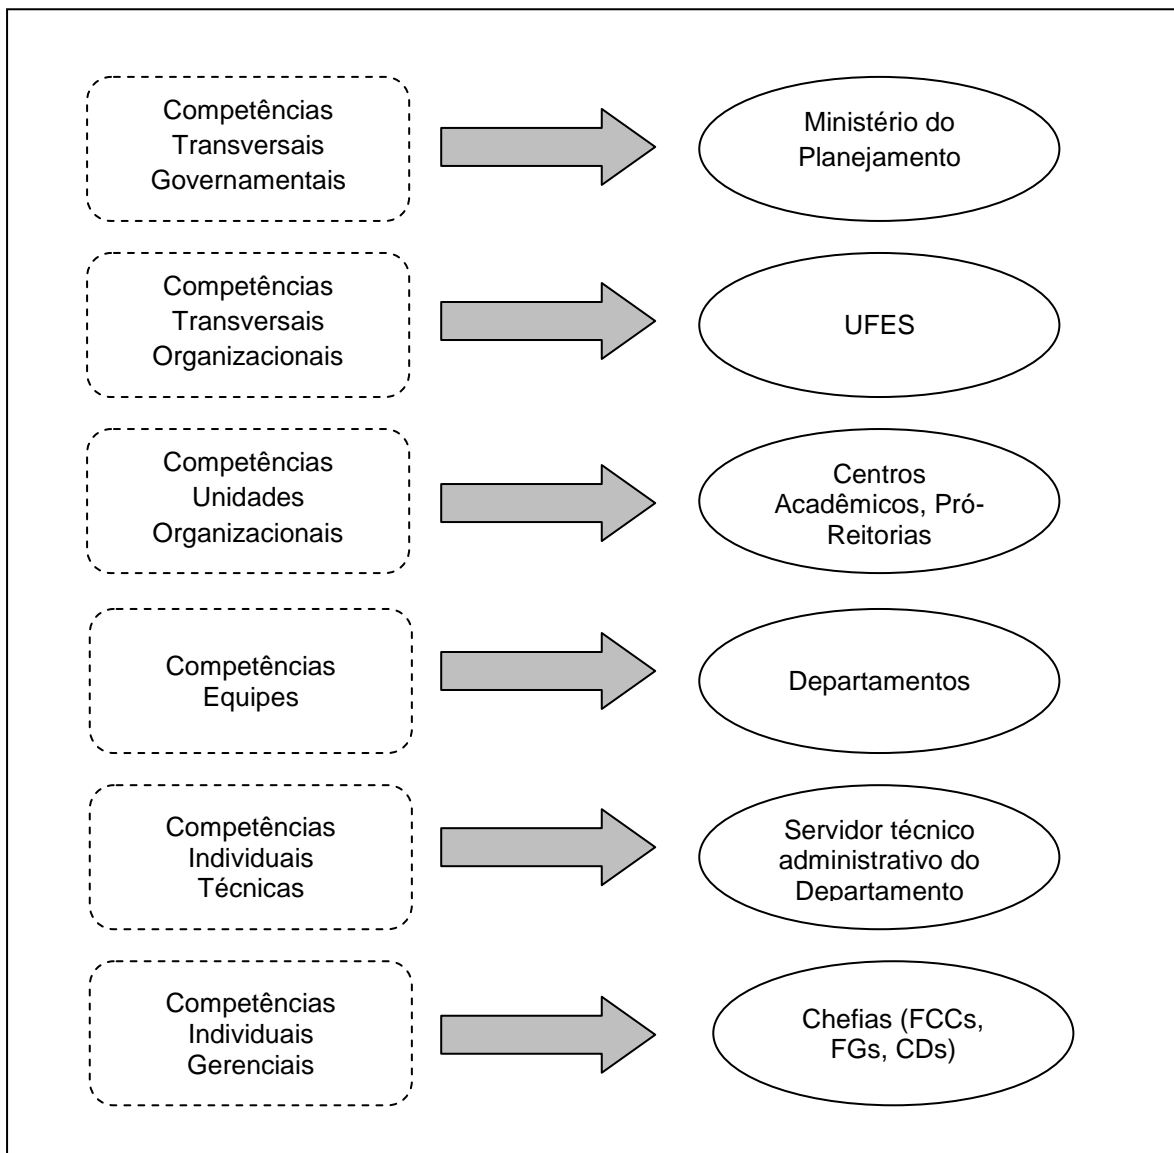 Competências
Transversais
Governamentais
Ministério do
Planejamento
Competências
Transversais
Organizacionais
UFES
Competências
Unidades
Organizacionais
Centros
Acadêmicos, Pró-
Reitorias
Competências
Equipes
Departamentos
Competências
Individuais
Técnicas
Servidor técnico
administrativo do
Departamento
Competências
Individuais
Gerenciais
Chefias (FCCs,
FGs, CDs)